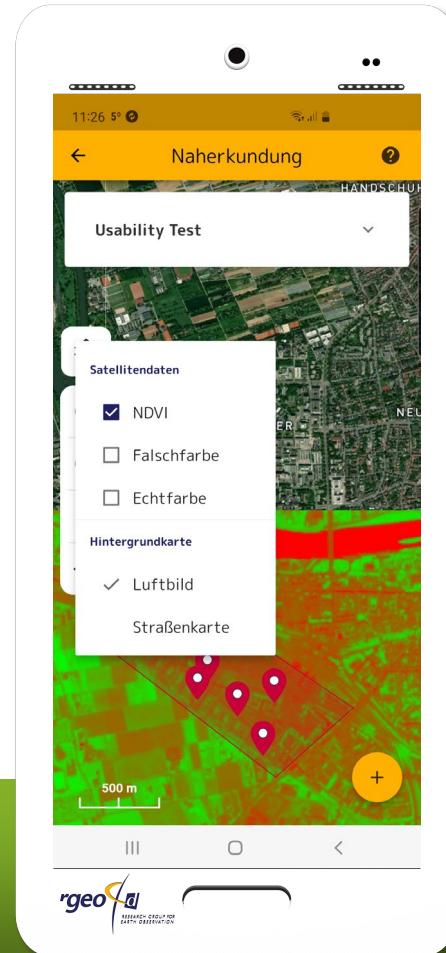 11:26 5°
Naherkundung
?
HANDSCHUH
Usability Test
Satellitendaten
NDVI
NEU
ER
Falschfarbe
Echtfarbe
Hintergrundkarte
Luftbild
Straßenkarte
500 m
+
rgeo
RESEARCH GROUP FOR
EARTH OBSERVATION